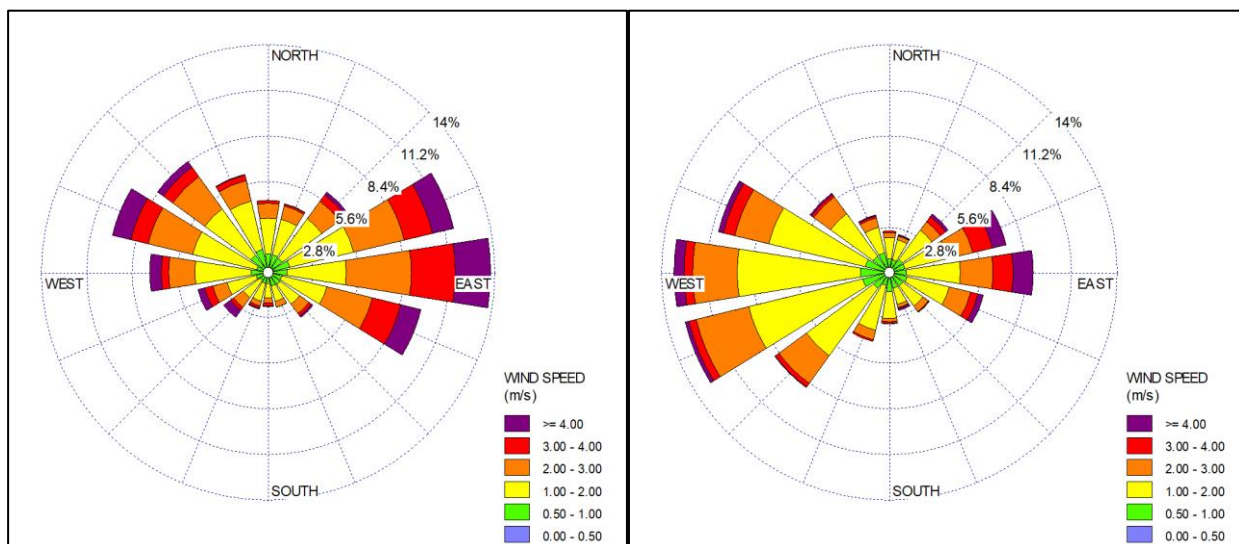 NORTH
14%
11.2%
8.4%
5.6%
2.8%
WEST
EAST
SOUTH
WIND SPEED
(m/s)
>= 4.00
3.00 - 4.00
2.00 - 3.00
1.00 - 2.00
0.50 - 1.00
0.00 - 0.50
NORTH
14%
11.2%
8.4%
5.6%
2.8%
WEST
EAST
SOUTH
WIND SPEED
(m/s)
>= 4.00
3.00 - 4.00
2.00 - 3.00
1.00 - 2.00
0.50 - 1.00
0.00 - 0.50